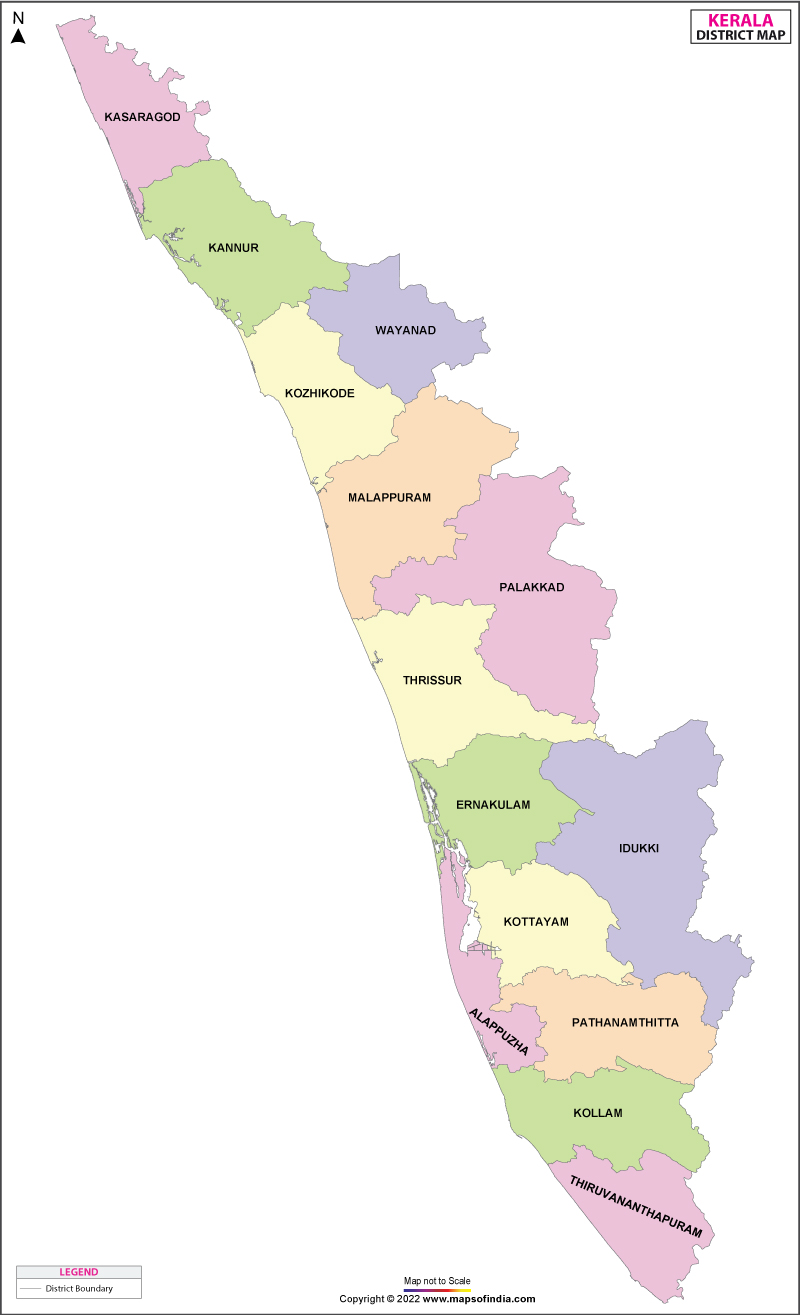 N
KERALA
DISTRICT MAP
KASARAGOD
KANNUR
WAYANAD
KOZHIKODE
MALAPPURAM
PALAKKAD
THRISSUR
ERNAKULAM
IDUKKI
KOTTAYAM
ALAPPUZHA
PATHANAMTHITTA
KOLLAM
THIRUVANANTHAPURAM
LEGEND
District Boundary
Map not to Scale
Copyright © 2022 www.mapsofindia.com